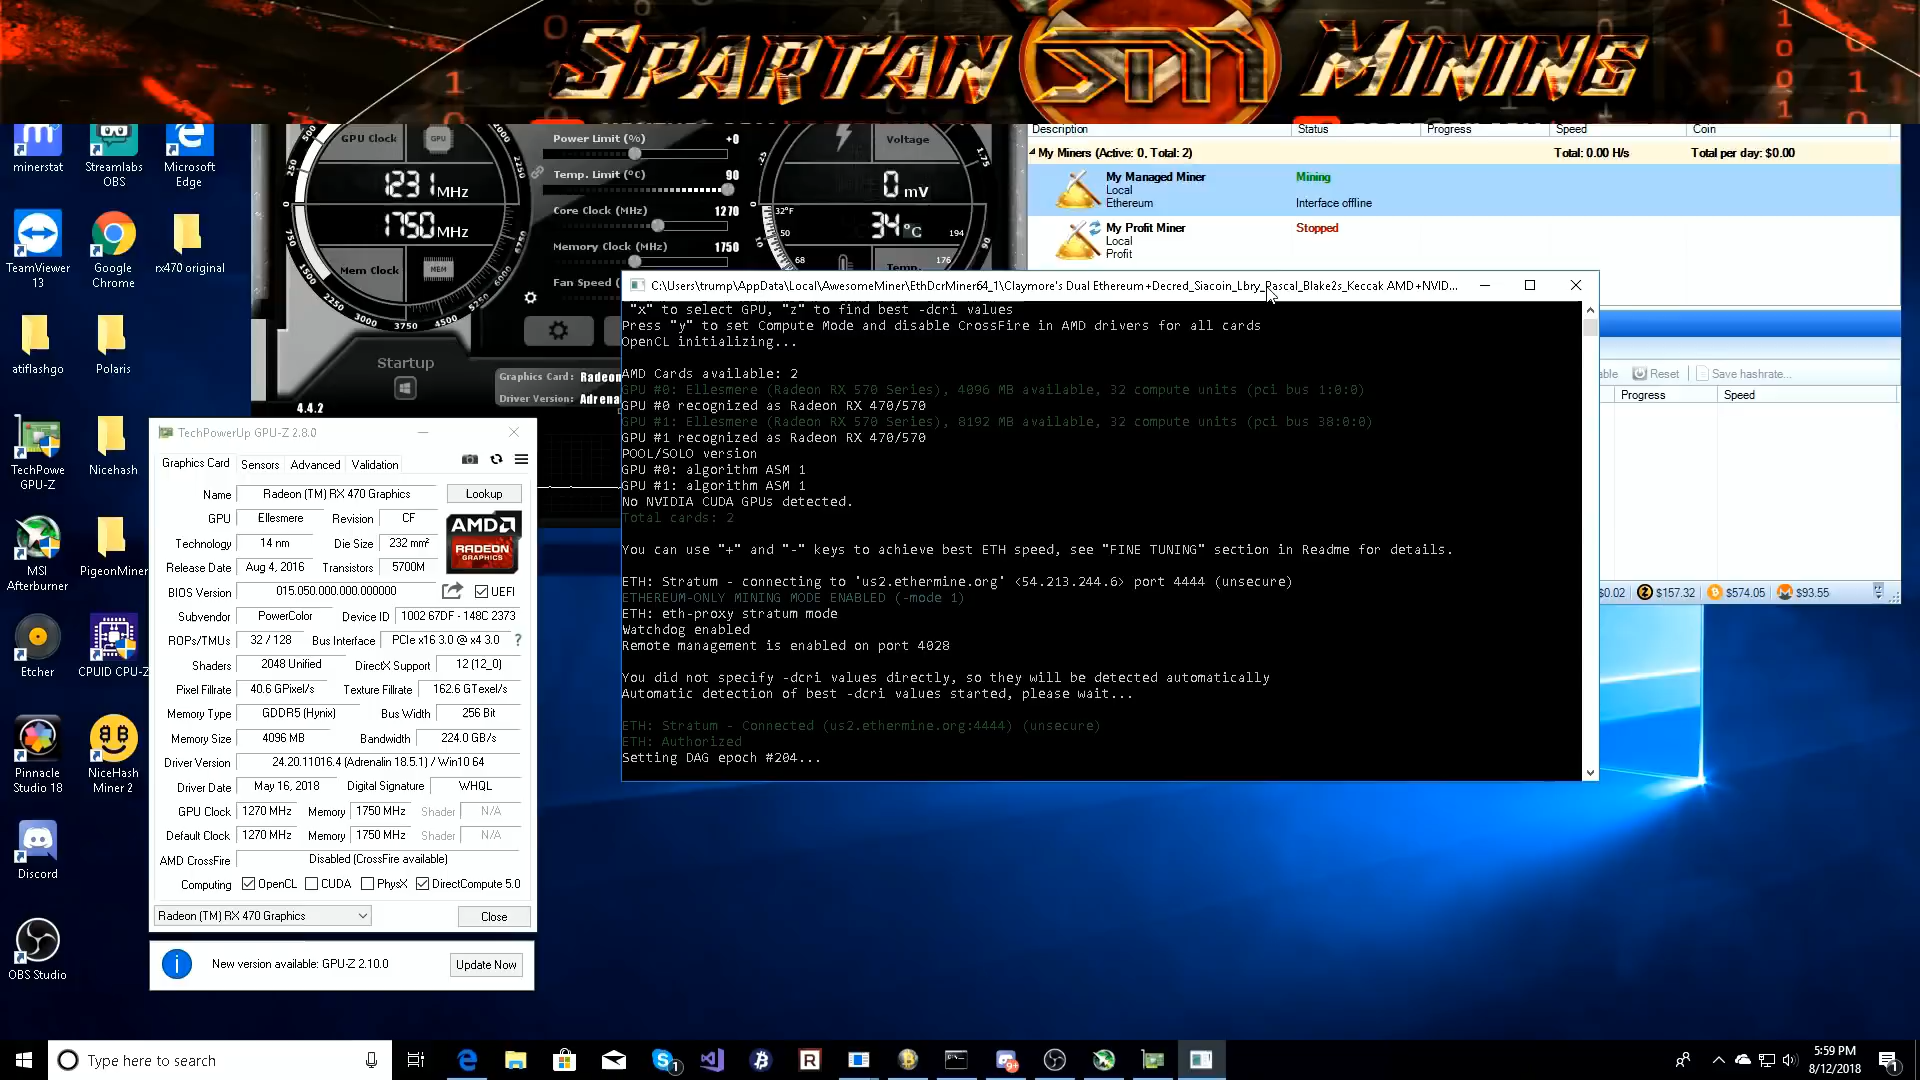 SPARTAN SM MINING
minerstat
Streamlabs OBS
Microsoft Edge
TeamViewer 13
Google Chrome
rx470 original
atiflashgo
Polaris
TechPowe GPU-Z
Nicehash
MSI Afterburner
PigeonMiner
Etcher
CPUID CPU-Z
Pinnacle Studio 18
NiceHash Miner 2
Discord
OBS Studio
GPU Clock
GPU
1231 MHz
1750 MHz
Mem Clock
MEM
Startup
4.4.2
Power Limit (%) +0
Temp. Limit (°C) 90
Core Clock (MHz) 1270
Memory Clock (MHz) 1750
Fan Speed
Graphics Card: Radeon
Driver Version: Adrena
Voltage
0 mV
34 °C
Temp.
Description Status Progress Speed Coin
My Miners (Active: 0, Total: 2) Total: 0.00 H/s Total per day: $0.00
My Managed Miner Mining
Local
Ethereum Interface offline
My Profit Miner Stopped
Local
Profit
able Reset Save hashrate...
Progress Speed
$0.02 $157.32 $574.05 $93.55
C:\Users\trump\AppData\Local\AwesomeMiner\EthDcrMiner64_1\Claymore's Dual Ethereum+Decred_Siacoin_Lbry_Pascal_Blake2s_Keccak AMD+NVID...
"x" to select GPU, "z" to find best -dcri values
Press "y" to set Compute Mode and disable CrossFire in AMD drivers for all cards
OpenCL initializing...
AMD Cards available: 2
GPU #0: Ellesmere (Radeon RX 570 Series), 4096 MB available, 32 compute units (pci bus 1:0:0)
GPU #0 recognized as Radeon RX 470/570
GPU #1: Ellesmere (Radeon RX 570 Series), 8192 MB available, 32 compute units (pci bus 38:0:0)
GPU #1 recognized as Radeon RX 470/570
POOL/SOLO version
GPU #0: algorithm ASM 1
GPU #1: algorithm ASM 1
No NVIDIA CUDA GPUs detected.
Total cards: 2
You can use "+" and "-" keys to achieve best ETH speed, see "FINE TUNING" section in Readme for details.
ETH: Stratum - connecting to 'us2.ethermine.org' <54.213.244.6> port 4444 (unsecure)
ETHEREUM-ONLY MINING MODE ENABLED (-mode 1)
ETH: eth-proxy stratum mode
Watchdog enabled
Remote management is enabled on port 4028
You did not specify -dcri values directly, so they will be detected automatically
Automatic detection of best -dcri values started, please wait...
ETH: Stratum - Connected (us2.ethermine.org:4444) (unsecure)
ETH: Authorized
Setting DAG epoch #204...
TechPowerUp GPU-Z 2.8.0
Graphics Card Sensors Advanced Validation
Name Radeon (TM) RX 470 Graphics Lookup
GPU Ellesmere Revision CF
AMD RADEON GRAPHICS
Technology 14 nm Die Size 232 mm²
Release Date Aug 4, 2016 Transistors 5700M
BIOS Version 015.050.000.000.000000 UEFI
Subvendor PowerColor Device ID 1002 67DF - 148C 2373
ROPs/TMUs 32 / 128 Bus Interface PCIe x16 3.0 @ x4 3.0 ?
Shaders 2048 Unified DirectX Support 12 (12_0)
Pixel Fillrate 40.6 GPixel/s Texture Fillrate 162.6 GTexel/s
Memory Type GDDR5 (Hynix) Bus Width 256 Bit
Memory Size 4096 MB Bandwidth 224.0 GB/s
Driver Version 24.20.11016.4 (Adrenalin 18.5.1) / Win10 64
Driver Date May 16, 2018 Digital Signature WHQL
GPU Clock 1270 MHz Memory 1750 MHz Shader N/A
Default Clock 1270 MHz Memory 1750 MHz Shader N/A
AMD CrossFire Disabled (CrossFire available)
Computing OpenCL CUDA PhysX DirectCompute 5.0
Radeon (TM) RX 470 Graphics Close
New version available: GPU-Z 2.10.0 Update Now
Type here to search
5:59 PM
8/12/2018